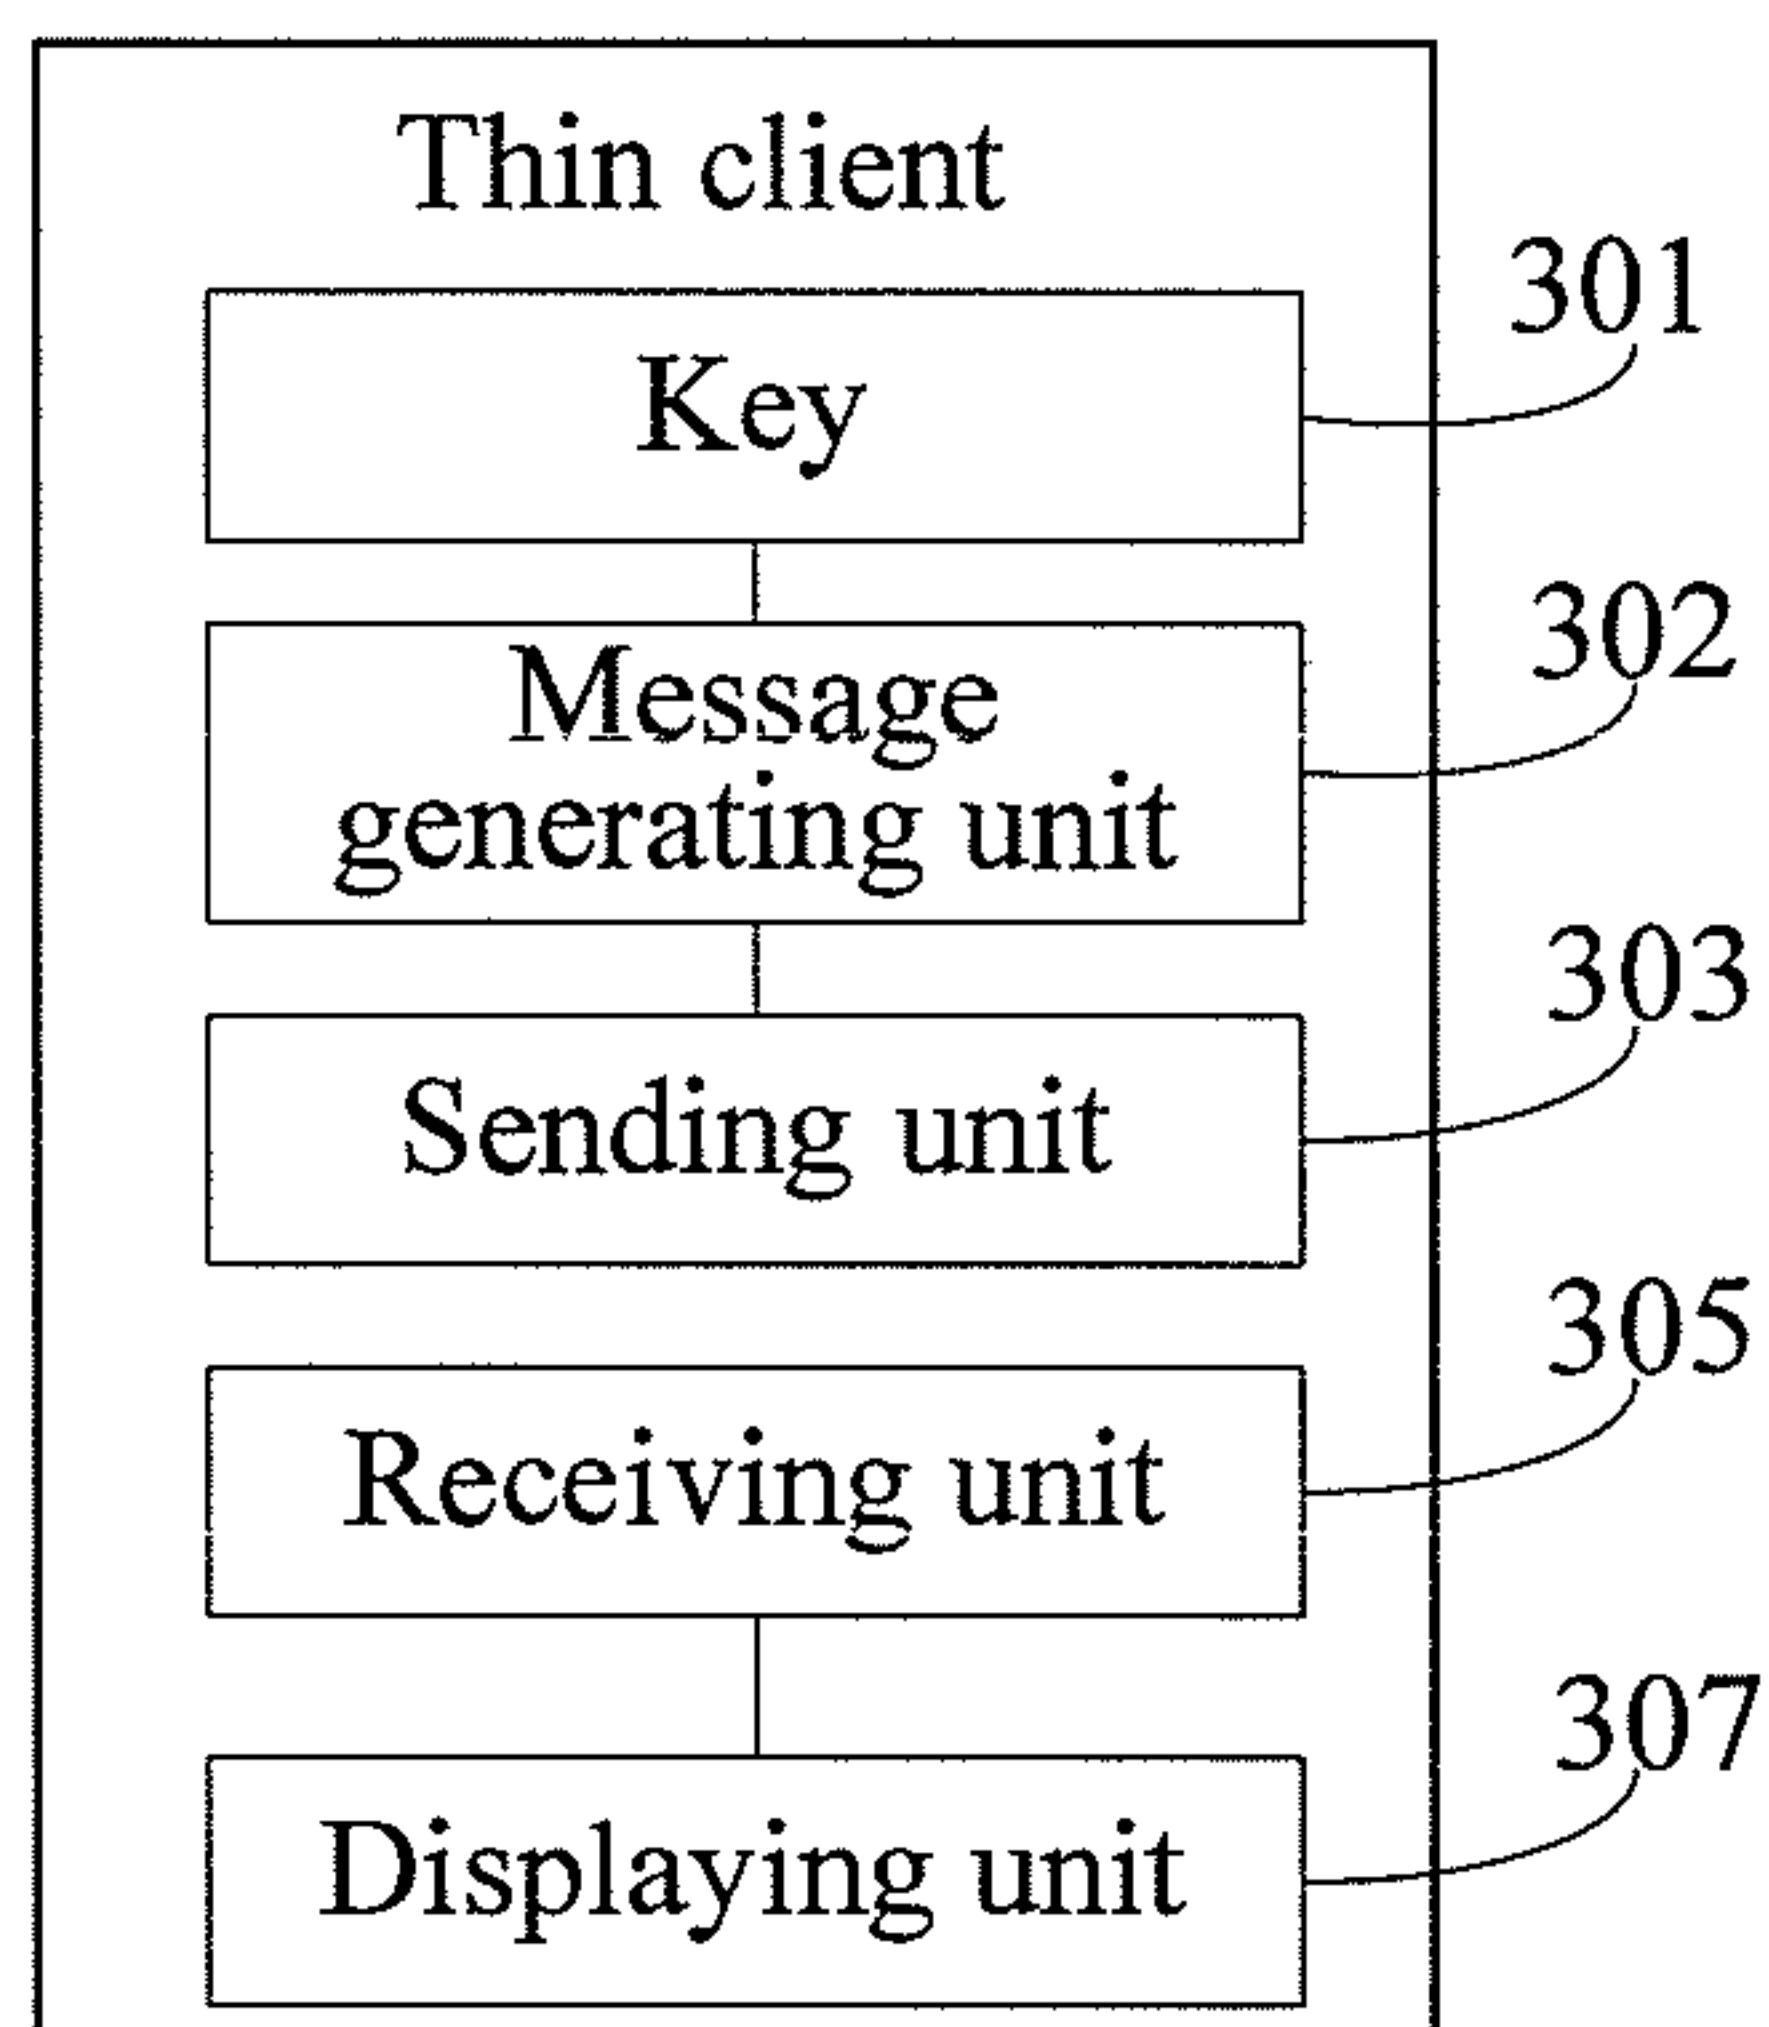 Thin client
301
Key
302
Message
generating unit
303
Sending unit
305
Receiving unit
307
Displaying unit